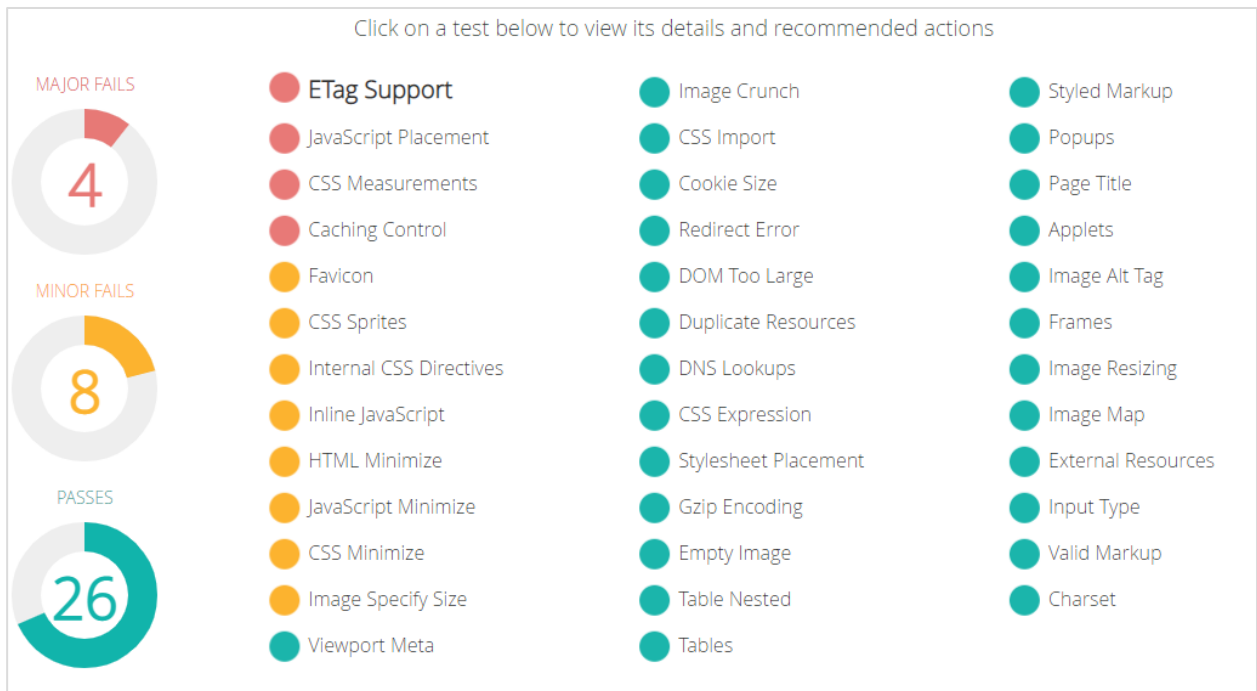 Click on a test below to view its details and recommended actions
MAJOR FAILS
4
MINOR FAILS
8
PASSES
26
ETag Support
JavaScript Placement
CSS Measurements
Caching Control
Favicon
CSS Sprites
Internal CSS Directives
Inline JavaScript
HTML Minimize
JavaScript Minimize
CSS Minimize
Image Specify Size
Viewport Meta
Image Crunch
CSS Import
Cookie Size
Redirect Error
DOM Too Large
Duplicate Resources
DNS Lookups
CSS Expression
Stylesheet Placement
Gzip Encoding
Empty Image
Table Nested
Tables
Styled Markup
Popups
Page Title
Applets
Image Alt Tag
Frames
Image Resizing
Image Map
External Resources
Input Type
Valid Markup
Charset